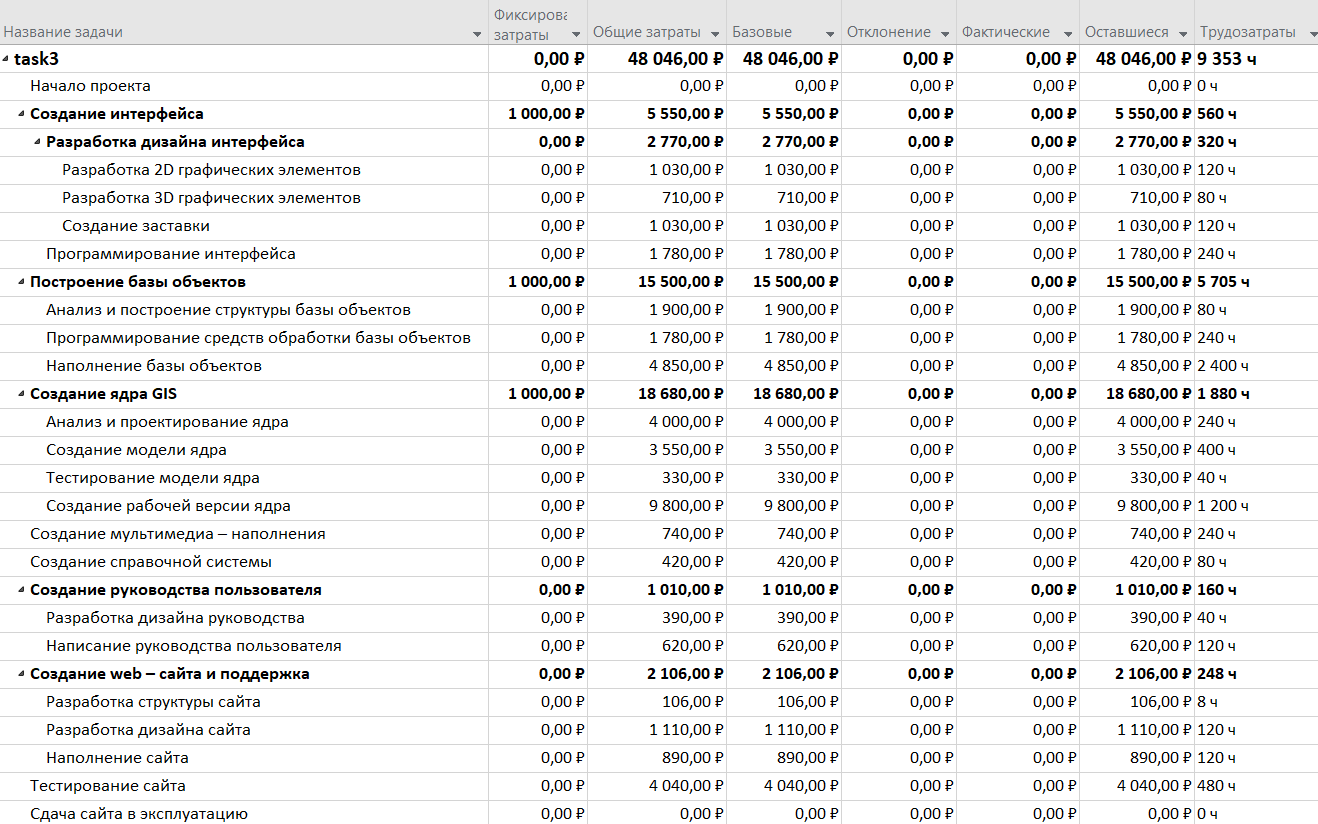 Название задачи Фиксирова затраты Общие затраты Базовые Отклонение Фактические Оставшиеся Трудозатраты
task3 0,00 ₽ 48 046,00 ₽ 48 046,00 ₽ 0,00 ₽ 0,00 ₽ 48 046,00 ₽ 9 353 ч
Начало проекта 0,00 ₽ 0,00 ₽ 0,00 ₽ 0,00 ₽ 0,00 ₽ 0,00 ₽ 0 ч
Создание интерфейса 1 000,00 ₽ 5 550,00 ₽ 5 550,00 ₽ 0,00 ₽ 0,00 ₽ 5 550,00 ₽ 560 ч
Разработка дизайна интерфейса 0,00 ₽ 2 770,00 ₽ 2 770,00 ₽ 0,00 ₽ 0,00 ₽ 2 770,00 ₽ 320 ч
Разработка 2D графических элементов 0,00 ₽ 1 030,00 ₽ 1 030,00 ₽ 0,00 ₽ 0,00 ₽ 1 030,00 ₽ 120 ч
Разработка 3D графических элементов 0,00 ₽ 710,00 ₽ 710,00 ₽ 0,00 ₽ 0,00 ₽ 710,00 ₽ 80 ч
Создание заставки 0,00 ₽ 1 030,00 ₽ 1 030,00 ₽ 0,00 ₽ 0,00 ₽ 1 030,00 ₽ 120 ч
Программирование интерфейса 0,00 ₽ 1 780,00 ₽ 1 780,00 ₽ 0,00 ₽ 0,00 ₽ 1 780,00 ₽ 240 ч
Построение базы объектов 1 000,00 ₽ 15 500,00 ₽ 15 500,00 ₽ 0,00 ₽ 0,00 ₽ 15 500,00 ₽ 5 705 ч
Анализ и построение структуры базы объектов 0,00 ₽ 1 900,00 ₽ 1 900,00 ₽ 0,00 ₽ 0,00 ₽ 1 900,00 ₽ 80 ч
Программирование средств обработки базы объектов 0,00 ₽ 1 780,00 ₽ 1 780,00 ₽ 0,00 ₽ 0,00 ₽ 1 780,00 ₽ 240 ч
Наполнение базы объектов 0,00 ₽ 4 850,00 ₽ 4 850,00 ₽ 0,00 ₽ 0,00 ₽ 4 850,00 ₽ 2 400 ч
Создание ядра GIS 1 000,00 ₽ 18 680,00 ₽ 18 680,00 ₽ 0,00 ₽ 0,00 ₽ 18 680,00 ₽ 1 880 ч
Анализ и проектирование ядра 0,00 ₽ 4 000,00 ₽ 4 000,00 ₽ 0,00 ₽ 0,00 ₽ 4 000,00 ₽ 240 ч
Создание модели ядра 0,00 ₽ 3 550,00 ₽ 3 550,00 ₽ 0,00 ₽ 0,00 ₽ 3 550,00 ₽ 400 ч
Тестирование модели ядра 0,00 ₽ 330,00 ₽ 330,00 ₽ 0,00 ₽ 0,00 ₽ 330,00 ₽ 40 ч
Создание рабочей версии ядра 0,00 ₽ 9 800,00 ₽ 9 800,00 ₽ 0,00 ₽ 0,00 ₽ 9 800,00 ₽ 1 200 ч
Создание мультимедиа – наполнения 0,00 ₽ 740,00 ₽ 740,00 ₽ 0,00 ₽ 0,00 ₽ 740,00 ₽ 240 ч
Создание справочной системы 0,00 ₽ 420,00 ₽ 420,00 ₽ 0,00 ₽ 0,00 ₽ 420,00 ₽ 80 ч
Создание руководства пользователя 0,00 ₽ 1 010,00 ₽ 1 010,00 ₽ 0,00 ₽ 0,00 ₽ 1 010,00 ₽ 160 ч
Разработка дизайна руководства 0,00 ₽ 390,00 ₽ 390,00 ₽ 0,00 ₽ 0,00 ₽ 390,00 ₽ 40 ч
Написание руководства пользователя 0,00 ₽ 620,00 ₽ 620,00 ₽ 0,00 ₽ 0,00 ₽ 620,00 ₽ 120 ч
Создание web – сайта и поддержка 0,00 ₽ 2 106,00 ₽ 2 106,00 ₽ 0,00 ₽ 0,00 ₽ 2 106,00 ₽ 248 ч
Разработка структуры сайта 0,00 ₽ 106,00 ₽ 106,00 ₽ 0,00 ₽ 0,00 ₽ 106,00 ₽ 8 ч
Разработка дизайна сайта 0,00 ₽ 1 110,00 ₽ 1 110,00 ₽ 0,00 ₽ 0,00 ₽ 1 110,00 ₽ 120 ч
Наполнение сайта 0,00 ₽ 890,00 ₽ 890,00 ₽ 0,00 ₽ 0,00 ₽ 890,00 ₽ 120 ч
Тестирование сайта 0,00 ₽ 4 040,00 ₽ 4 040,00 ₽ 0,00 ₽ 0,00 ₽ 4 040,00 ₽ 480 ч
Сдача сайта в эксплуатацию 0,00 ₽ 0,00 ₽ 0,00 ₽ 0,00 ₽ 0,00 ₽ 0,00 ₽ 0 ч